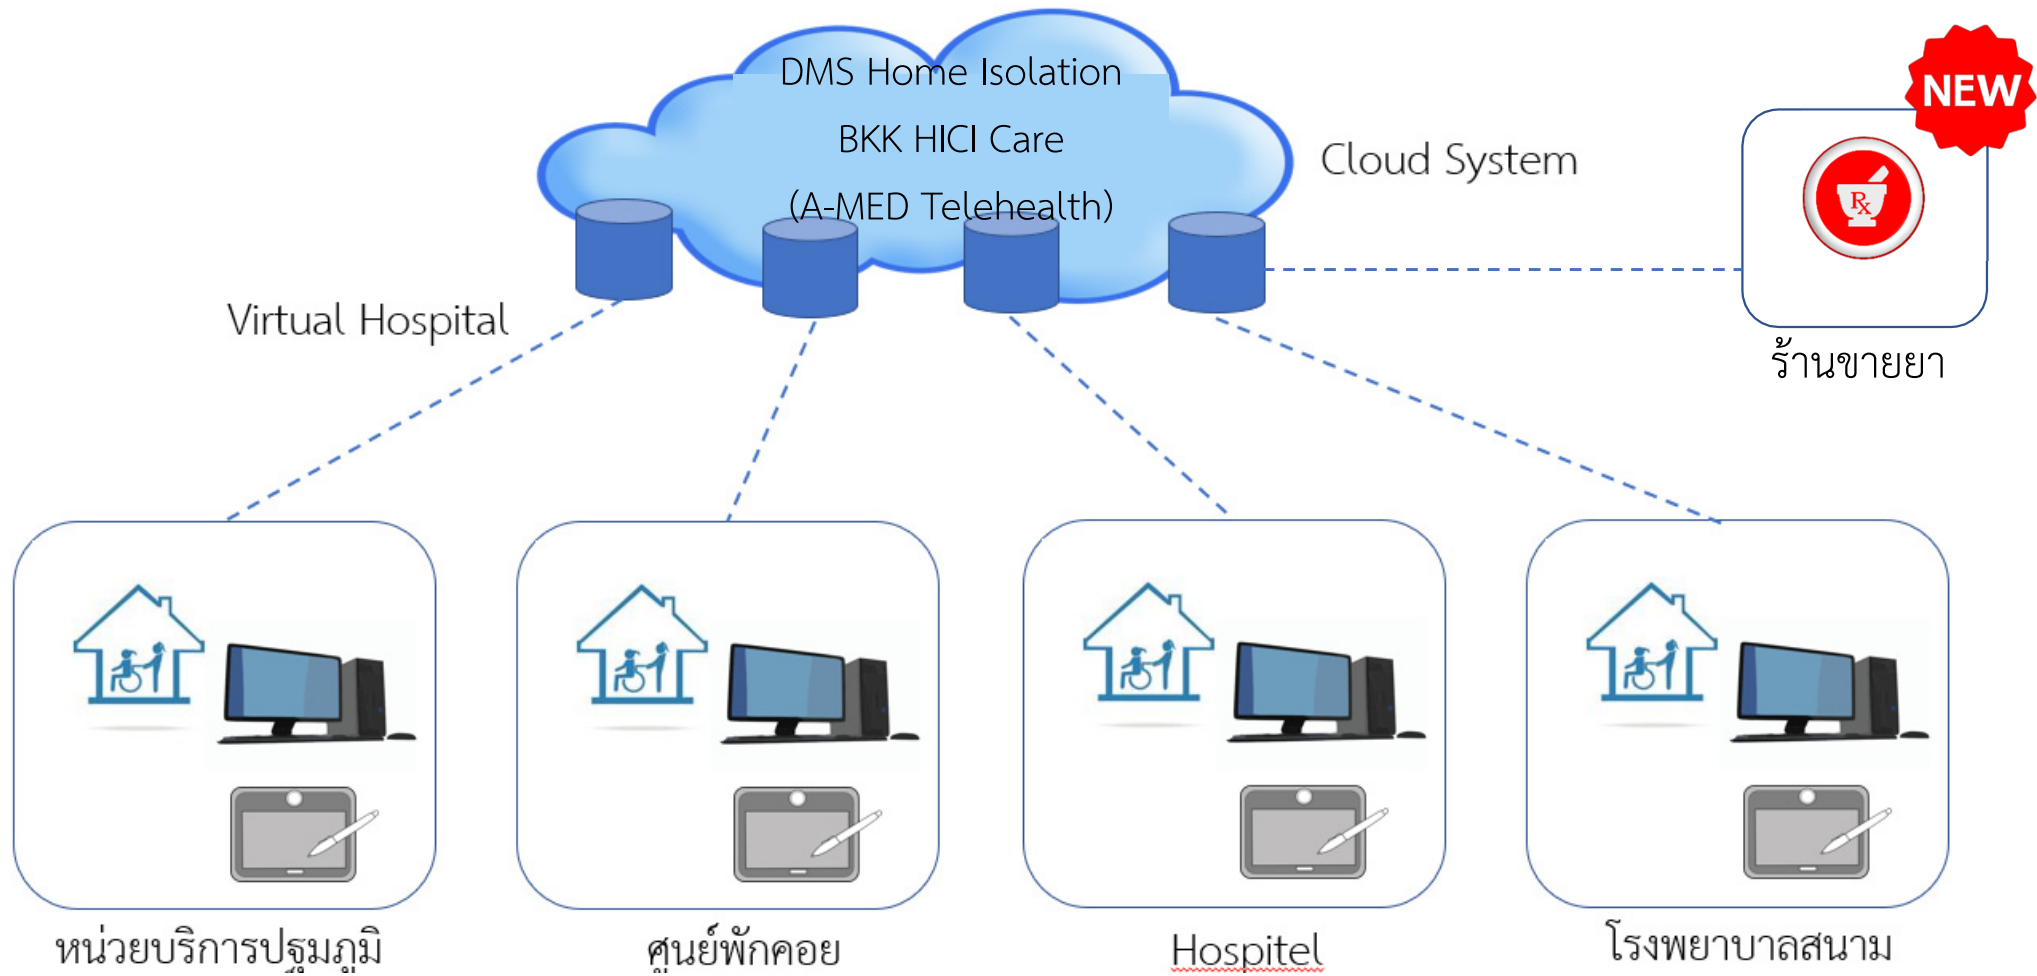 DMS Home Isolation
BKK HICI Care
(A-MED Telehealth)
Cloud System
NEW
Rx
ร้านขายยา
Virtual Hospital
หน่วยบริการปฐมภูมิ
ศูนย์พักคอย
Hospitel
โรงพยาบาลสนาม